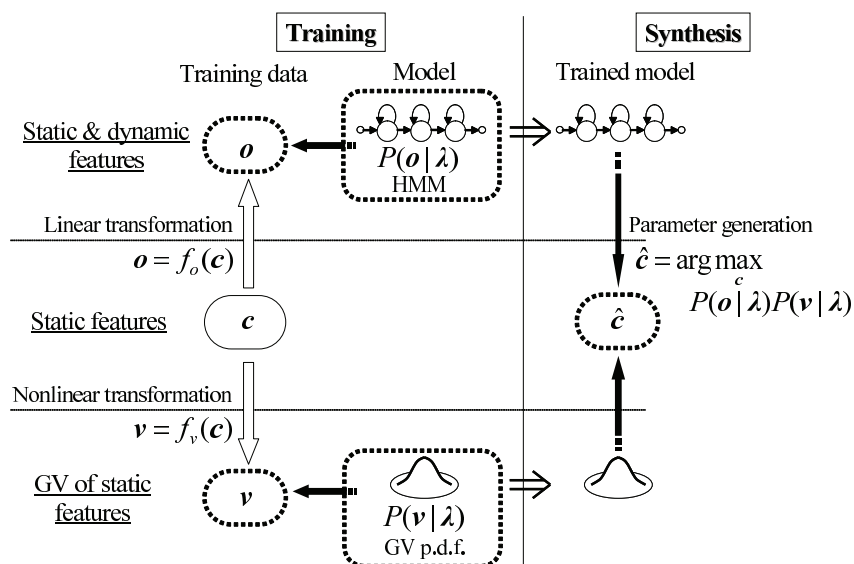 Training
Synthesis
Training data
Model
Trained model
Static & dynamic
features
o
P(o | λ)
HMM
Linear transformation
o = f_o(c)
Parameter generation
ĉ = arg max
c
P(o | λ)P(v | λ)
Static features
c
ĉ
Nonlinear transformation
v = f_v(c)
GV of static
features
v
P(v | λ)
GV p.d.f.